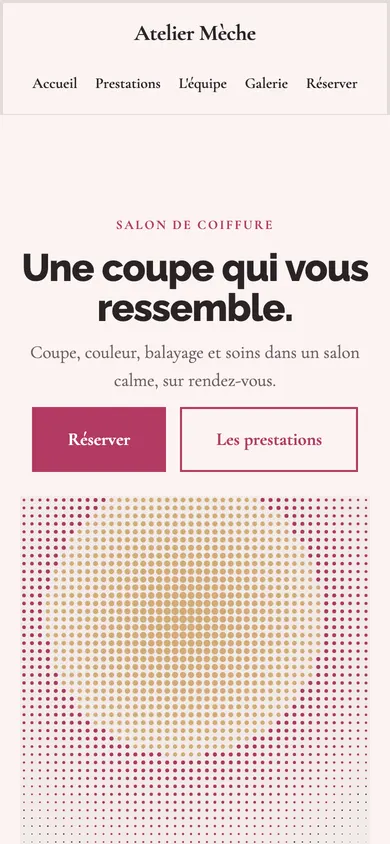 Atelier Mèche
Accueil Prestations L'équipe Galerie Réserver
SALON DE COIFFURE
Une coupe qui vous
ressemble.
Coupe, couleur, balayage et soins dans un salon
calme, sur rendez-vous.
Réserver Les prestations